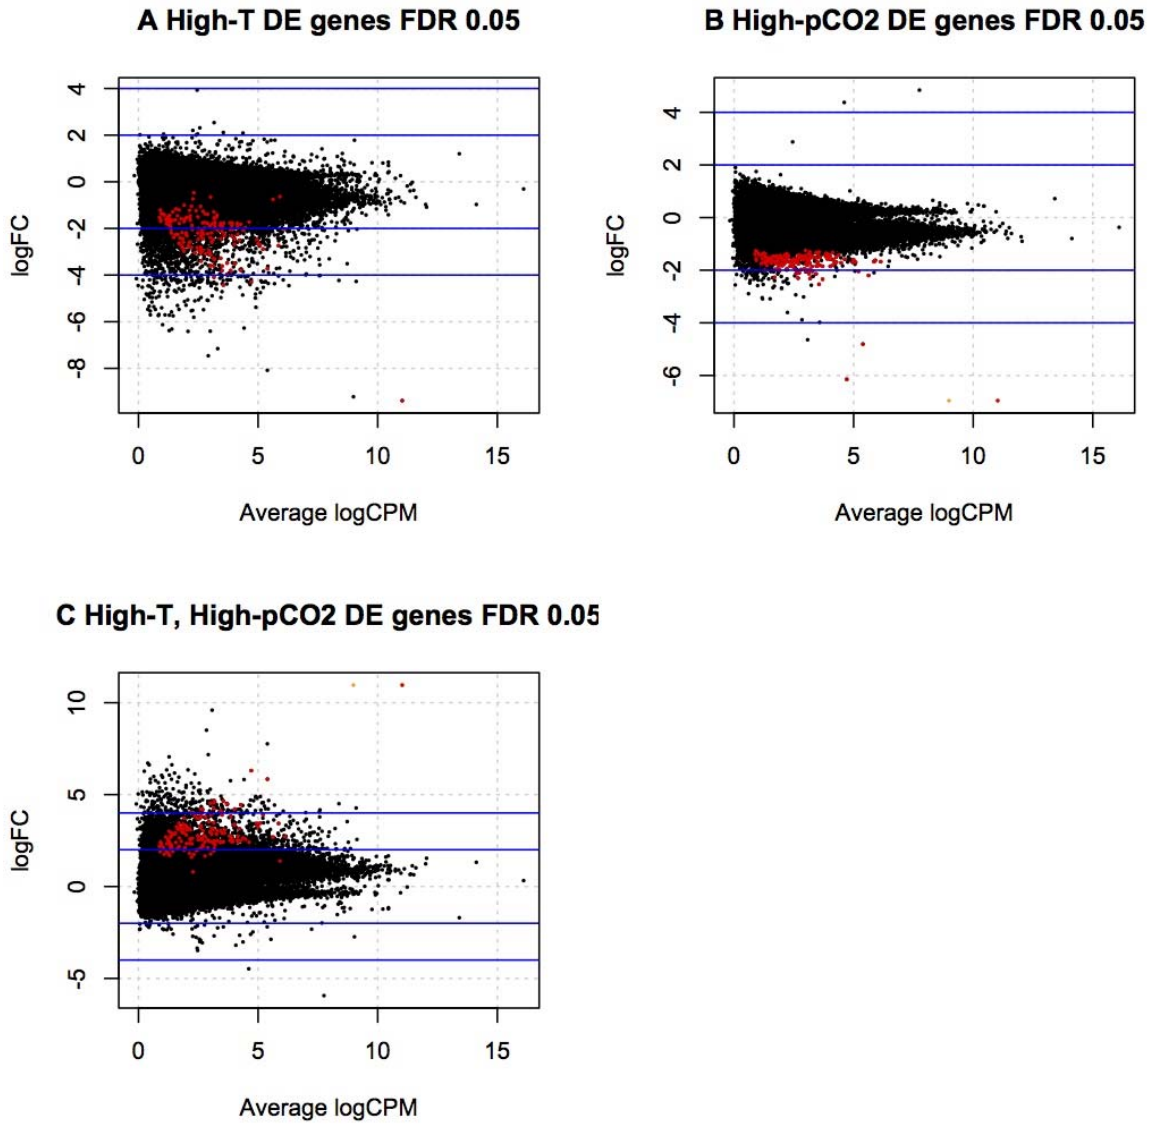 A High-T DE genes FDR 0.05
4
2
0
-2
-4
-6
-8
logFC
0 5 10 15
Average logCPM
B High-pCO2 DE genes FDR 0.05
4
2
0
-2
-4
-6
logFC
0 5 10 15
Average logCPM
C High-T, High-pCO2 DE genes FDR 0.05
10
5
0
-5
logFC
0 5 10 15
Average logCPM